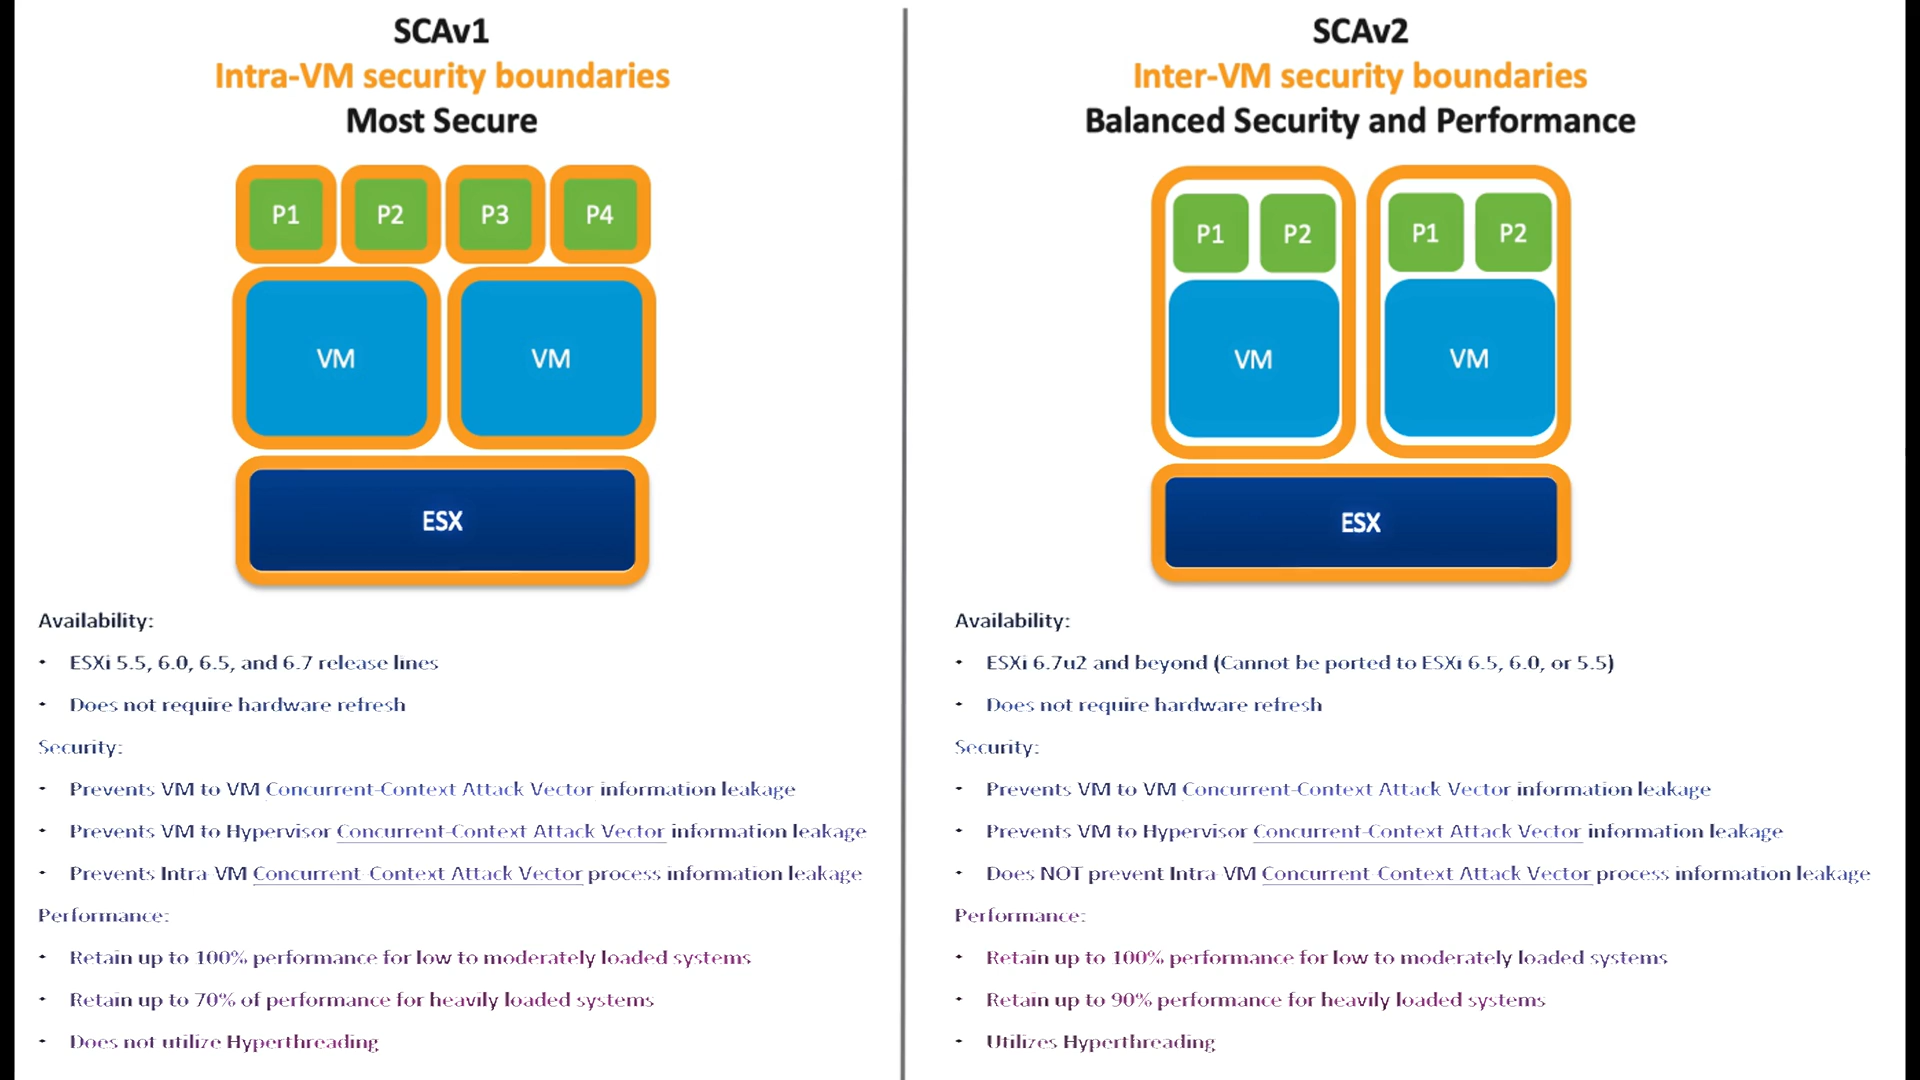 SCAv1
Intra-VM security boundaries
Most Secure
P1 P2 P3 P4
VM VM
ESX
Availability:
• ESXi 5.5, 6.0, 6.5, and 6.7 release lines
• Does not require hardware refresh
Security:
• Prevents VM to VM Concurrent-Context Attack Vector information leakage
• Prevents VM to Hypervisor Concurrent-Context Attack Vector information leakage
• Prevents Intra-VM Concurrent-Context Attack Vector process information leakage
Performance:
• Retain up to 100% performance for low to moderately loaded systems
• Retain up to 70% of performance for heavily loaded systems
• Does not utilize Hyperthreading
SCAv2
Inter-VM security boundaries
Balanced Security and Performance
P1 P2 P1 P2
VM VM
ESX
Availability:
• ESXi 6.7u2 and beyond (Cannot be ported to ESXi 6.5, 6.0, or 5.5)
• Does not require hardware refresh
Security:
• Prevents VM to VM Concurrent-Context Attack Vector information leakage
• Prevents VM to Hypervisor Concurrent-Context Attack Vector information leakage
• Does NOT prevent Intra-VM Concurrent-Context Attack Vector process information leakage
Performance:
• Retain up to 100% performance for low to moderately loaded systems
• Retain up to 90% performance for heavily loaded systems
• Utilizes Hyperthreading